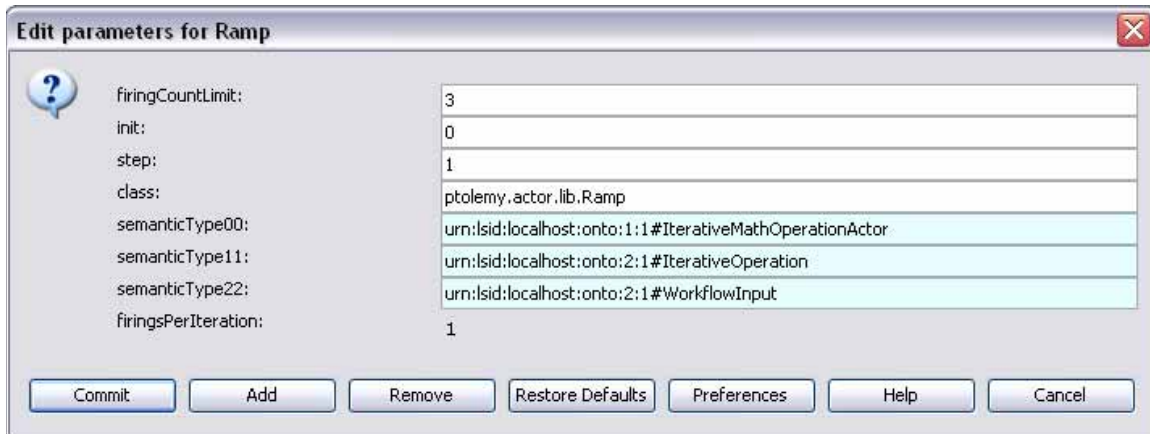 Edit parameters for Ramp
firingCountLimit: 3
init: 0
step: 1
class: ptolemy.actor.lib.Ramp
semanticType00: urn:lsid:localhost:onto:1:1#IterativeMathOperationActor
semanticType11: urn:lsid:localhost:onto:2:1#IterativeOperation
semanticType22: urn:lsid:localhost:onto:2:1#WorkflowInput
firingsPerIteration: 1
Commit Add Remove Restore Defaults Preferences Help Cancel